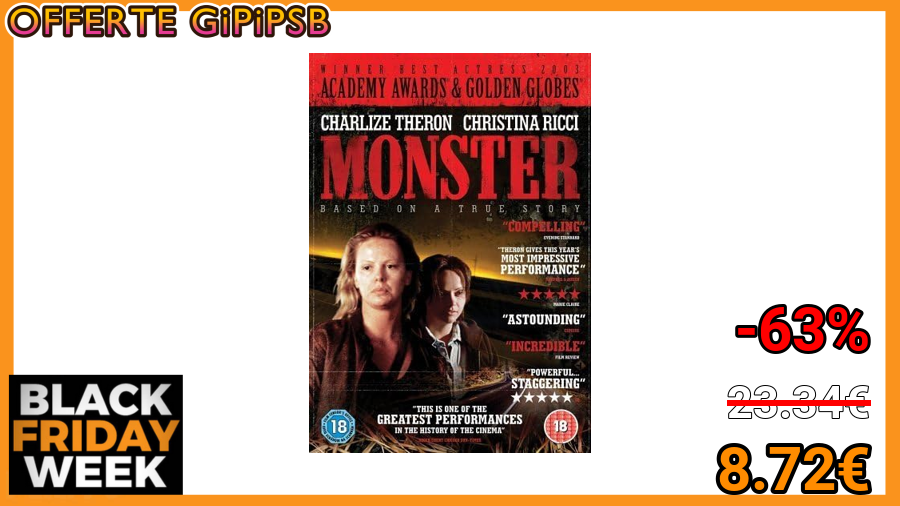 OFFERTE GiPiPSB
WINNER BEST ACTRESS 2003
ACADEMY AWARDS & GOLDEN GLOBES
CHARLIZE THERON CHRISTINA RICCI
MONSTER
BASED ON A TRUE STORY
"COMPELLING"
EVENING STANDARD
"THERON GIVES THIS YEAR'S
MOST IMPRESSIVE
PERFORMANCE"
MARIE CLAIRE
"ASTOUNDING"
"INCREDIBLE"
FILM REVIEW
"POWERFUL...
STAGGERING"
"THIS IS ONE OF THE
GREATEST PERFORMANCES
IN THE HISTORY OF THE CINEMA"
18
18
BLACK
FRIDAY
WEEK
-63%
23.34€
8.72€